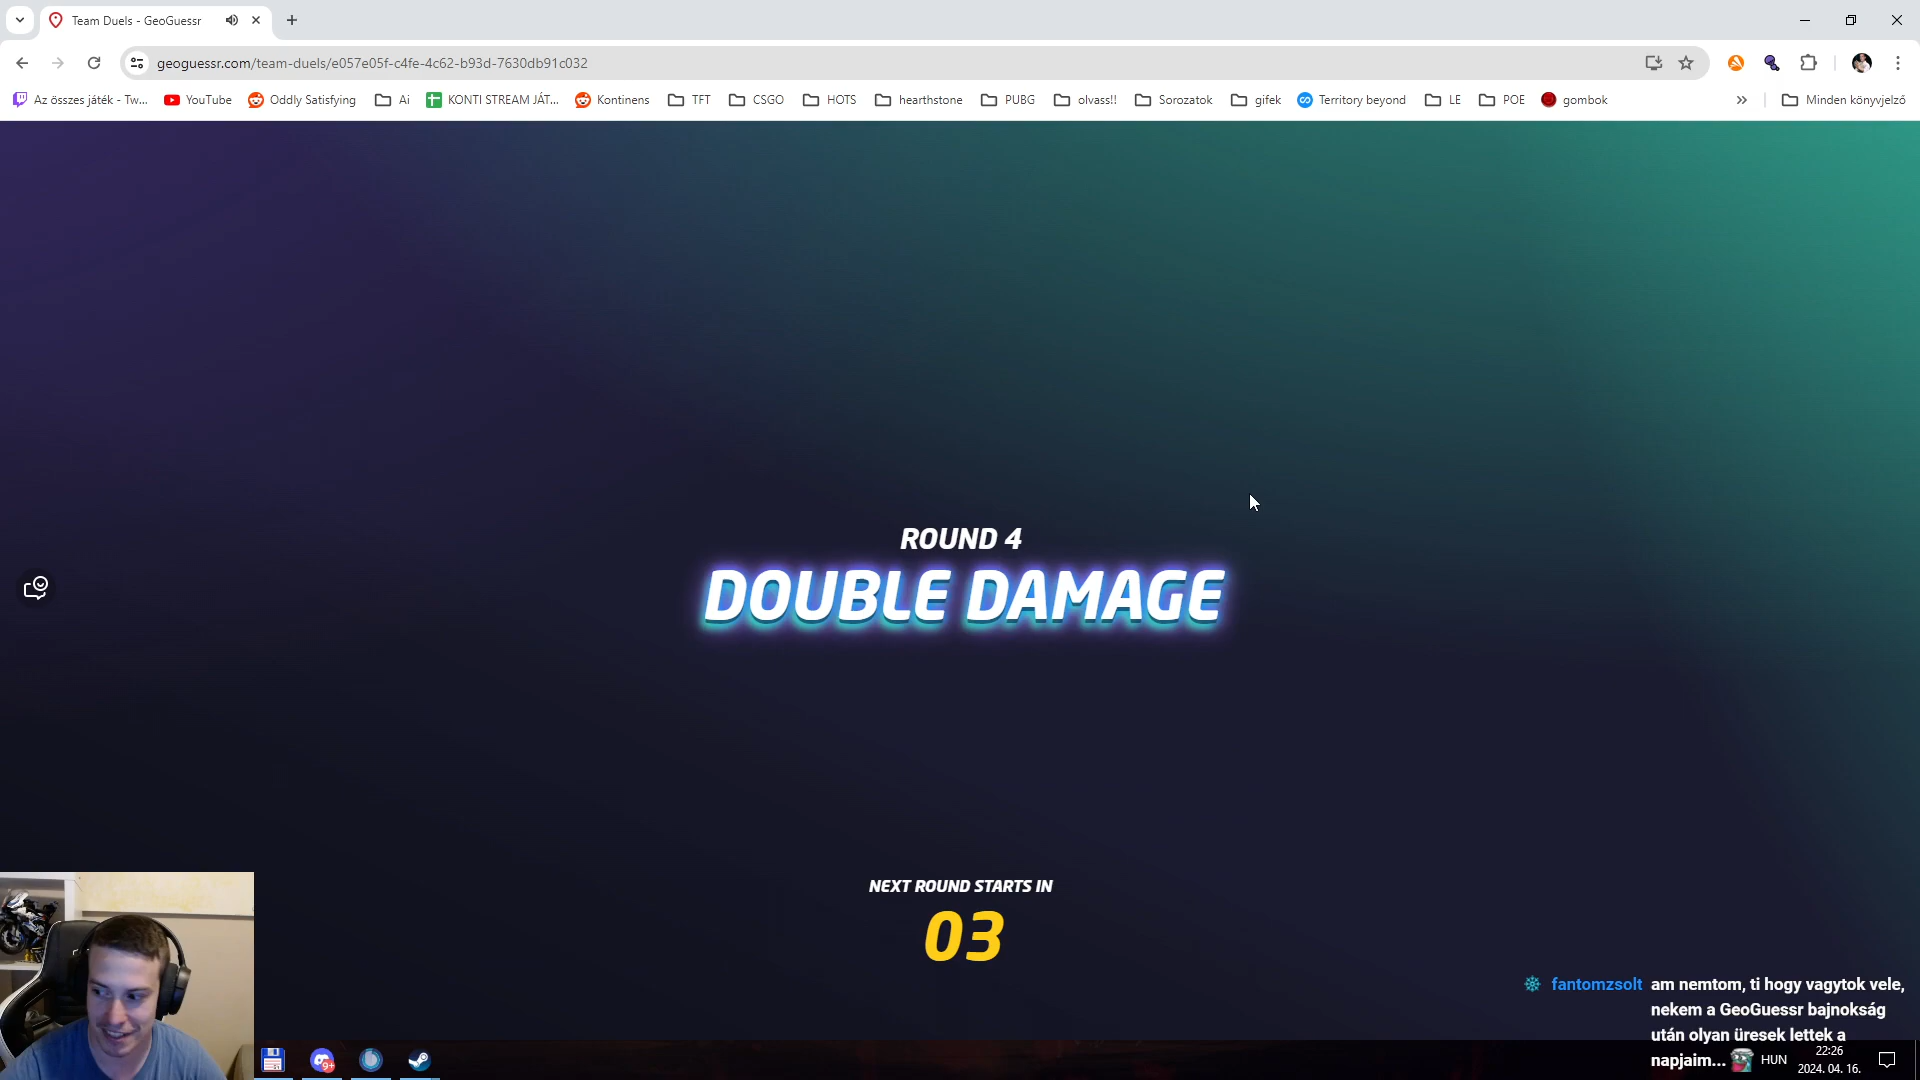 Team Duels - GeoGuessr
geoguessr.com/team-duels/e057e05f-c4fe-4c62-b93d-7630db91c032
Az összes játék - Tw... YouTube Oddly Satisfying Ai KONTI STREAM JÁT... Kontinens TFT CSGO HOTS hearthstone PUBG olvass!! Sorozatok gifek Territory beyond LE POE gombok Minden könyvjelző
ROUND 4
DOUBLE DAMAGE
NEXT ROUND STARTS IN
03
fantomzsolt am nemtom, ti hogy vagytok vele,
nekem a GeoGuessr bajnokság
után olyan üresek lettek a
napjaim...
9+
HUN
22:26
2024. 04. 16.